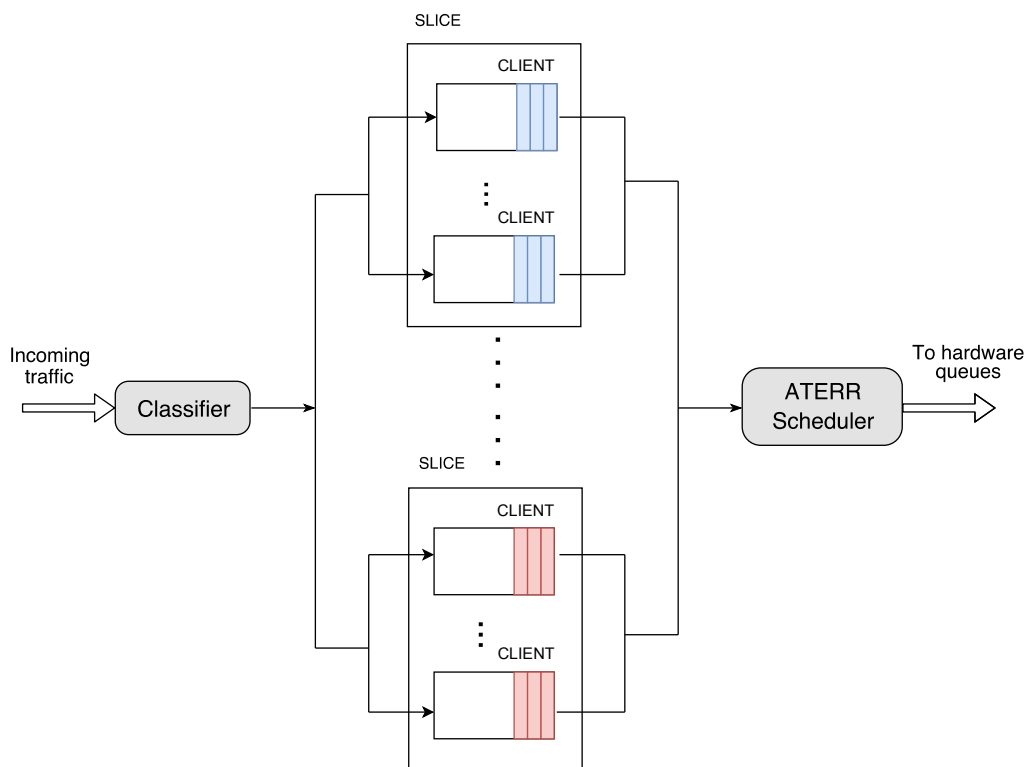 SLICE
CLIENT
CLIENT
Incoming
traffic
Classifier
ATERR
Scheduler
To hardware
queues
SLICE
CLIENT
CLIENT